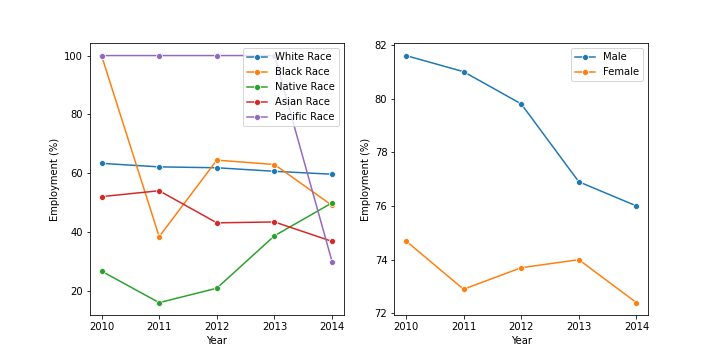 100
80
60
40
20
Employment (%)
2010 2011 2012 2013 2014
Year
White Race
Black Race
Native Race
Asian Race
Pacific Race
82
80
78
76
74
72
Employment (%)
2010 2011 2012 2013 2014
Year
Male
Female